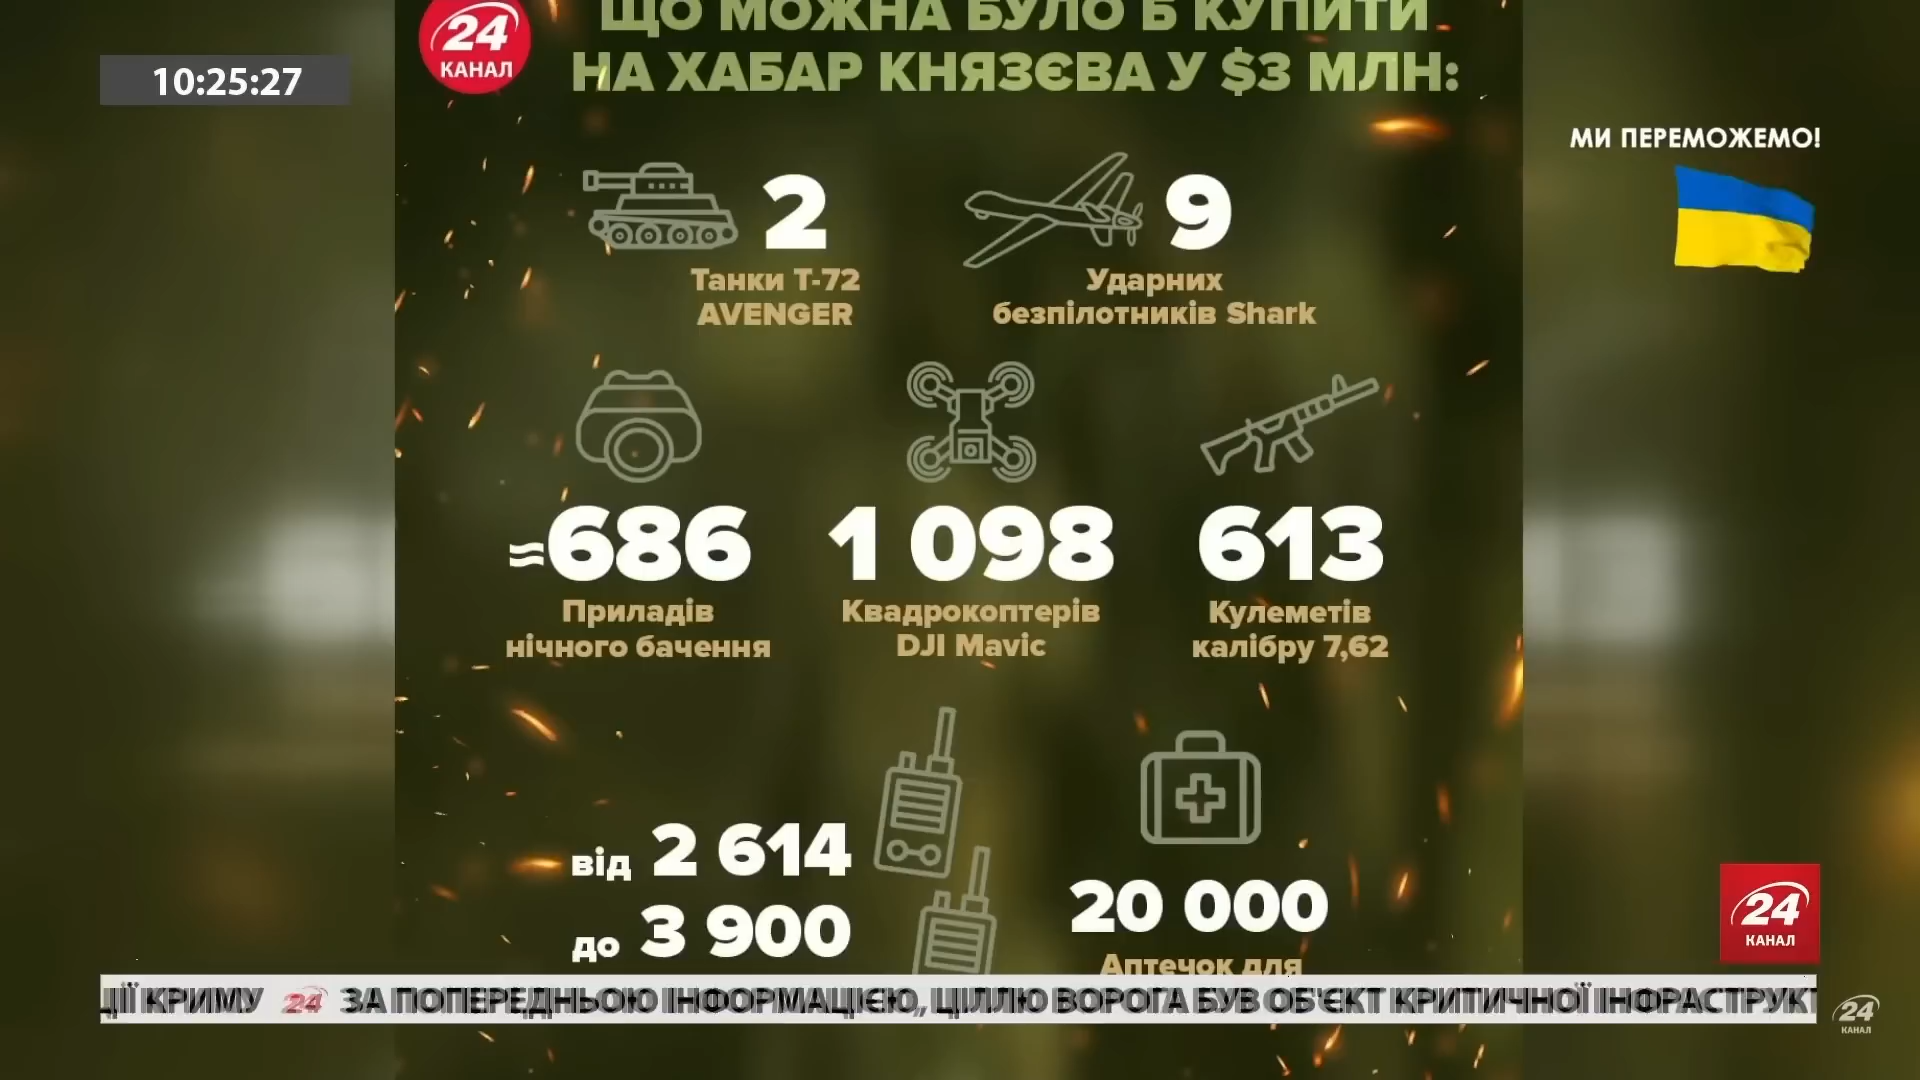 ЩО МОЖНА БУЛО Б КУПИТИ
НА ХАБАР КНЯЗЄВА У $3 МЛН:
24
КАНАЛ
10:25:27
МИ ПЕРЕМОЖЕМО!
2
Танки Т-72
AVENGER
9
Ударних
безпілотників Shark
≈686
Приладів
нічного бачення
1 098
Квадрокоптерів
DJI Mavic
613
Кулеметів
калібру 7,62
від 2 614
до 3 900
20 000
Аптечок для
24
КАНАЛ
ЦІЇ КРИМУ 24 ЗА ПОПЕРЕДНЬОЮ ІНФОРМАЦІЄЮ, ЦІЛЛЮ ВОРОГА БУВ ОБ'ЄКТ КРИТИЧНОЇ ІНФРАСТРУКТ
24
КАНАЛ